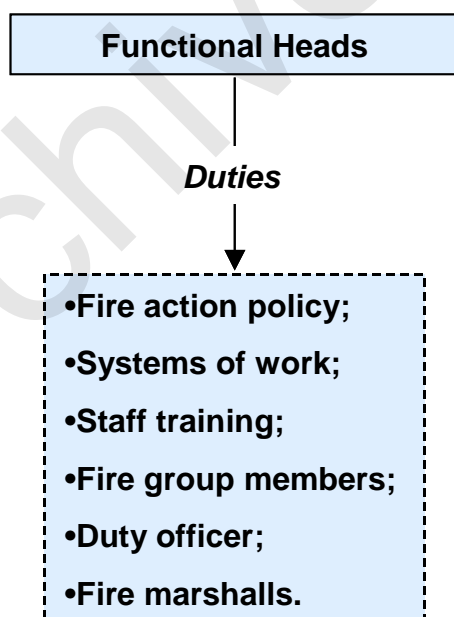 Functional Heads
Duties
•Fire action policy;
•Systems of work;
•Staff training;
•Fire group members;
•Duty officer;
•Fire marshalls.